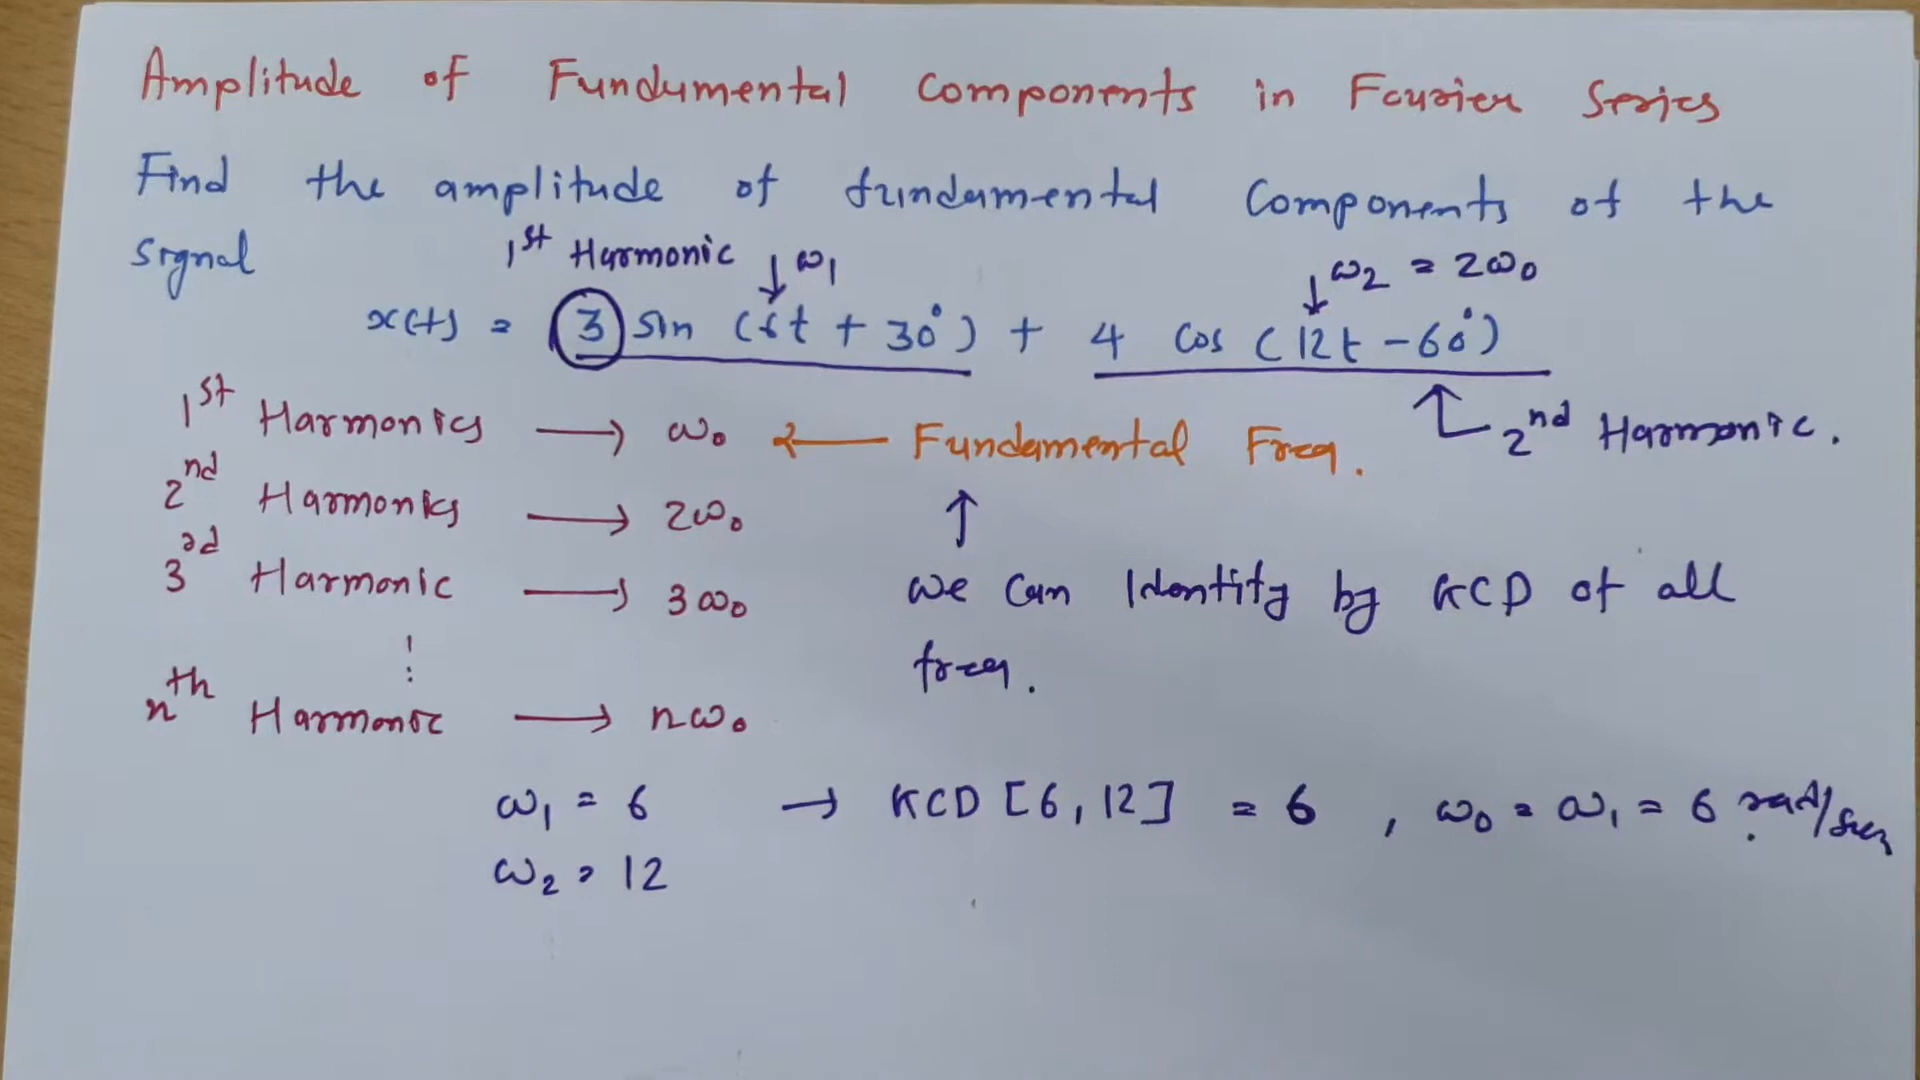 Amplitude of Fundumental Components in Fourier Series
Find the amplitude of fundamental Components of the
Signal
1st Harmonic ↓ ω1
↓ ω2 = 2ω0
x(t) = 3 sin (6t + 30°) + 4 cos (12t - 60°)
1st Harmonics → ω0 ← Fundamental Freq.
2nd Harmonic.
2nd Harmonics → 2ω0
↑
3rd Harmonic → 3ω0
we can Identify by KCD of all
freq.
nth Harmonic → nω0
ω1 = 6 → KCD [6, 12] = 6 , ω0 = ω1 = 6 rad/sec
ω2 = 12